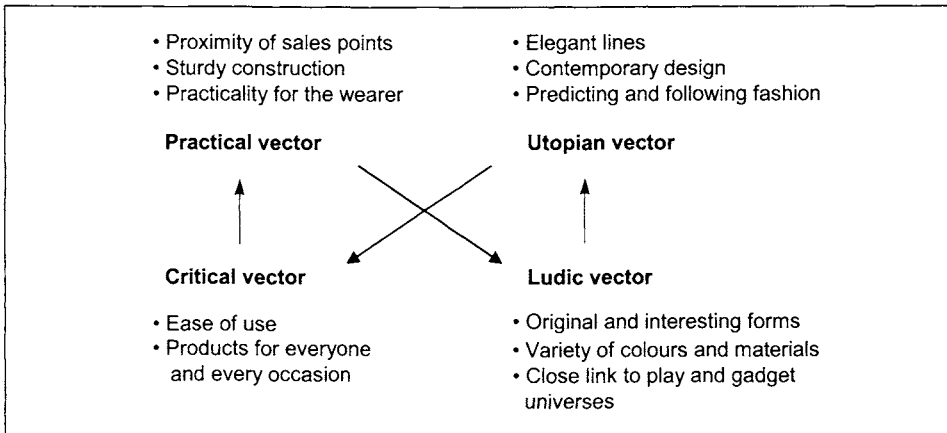 • Proximity of sales points
• Sturdy construction
• Practicality for the wearer
Practical vector
• Elegant lines
• Contemporary design
• Predicting and following fashion
Utopian vector
Critical vector
• Ease of use
• Products for everyone
and every occasion
Ludic vector
• Original and interesting forms
• Variety of colours and materials
• Close link to play and gadget
universes